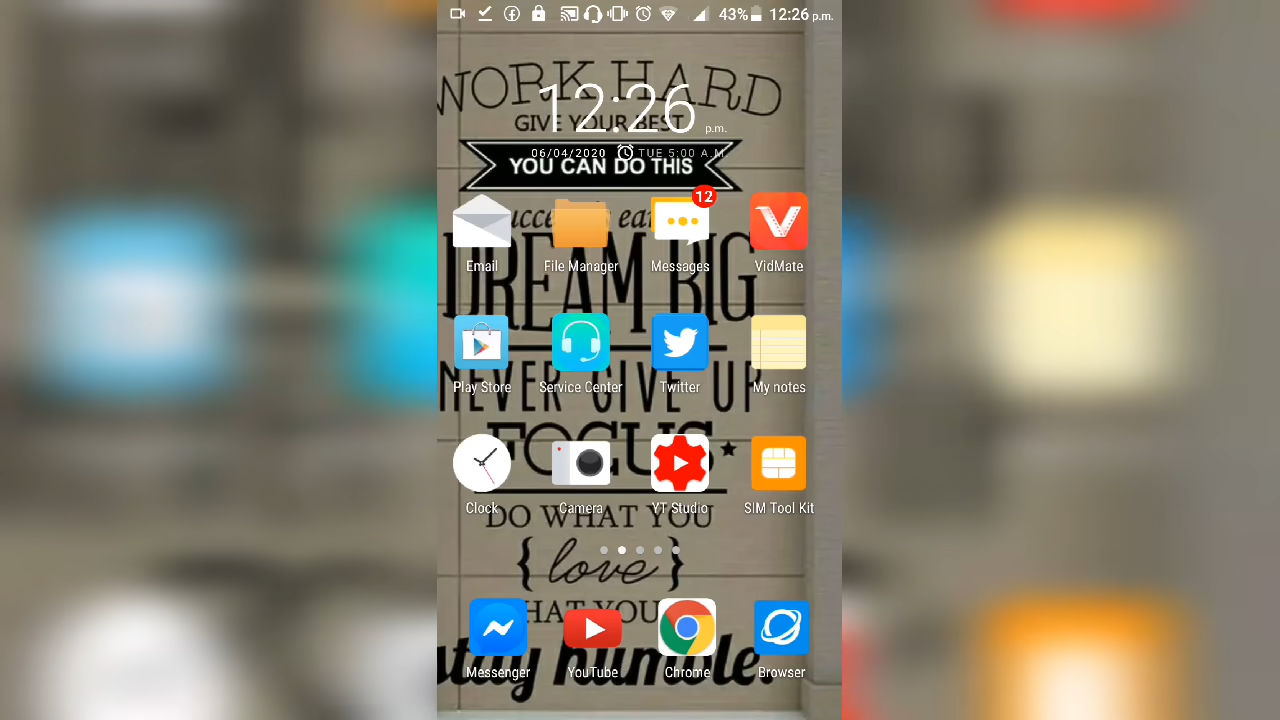 43% 12:26 p.m.
WORK HARD
12:26 p.m.
GIVE YOUR BEST
06/04/2020 TUE 5:00 A.M
YOU CAN DO THIS
12
Email File Manager Messages VidMate
DREAM BIG
Play Store Service Center Twitter My notes
NEVER GIVE UP
FOCUS
Clock Camera YT Studio SIM Tool Kit
DO WHAT YOU
{love}
Messenger YouTube Chrome Browser
stay humble.